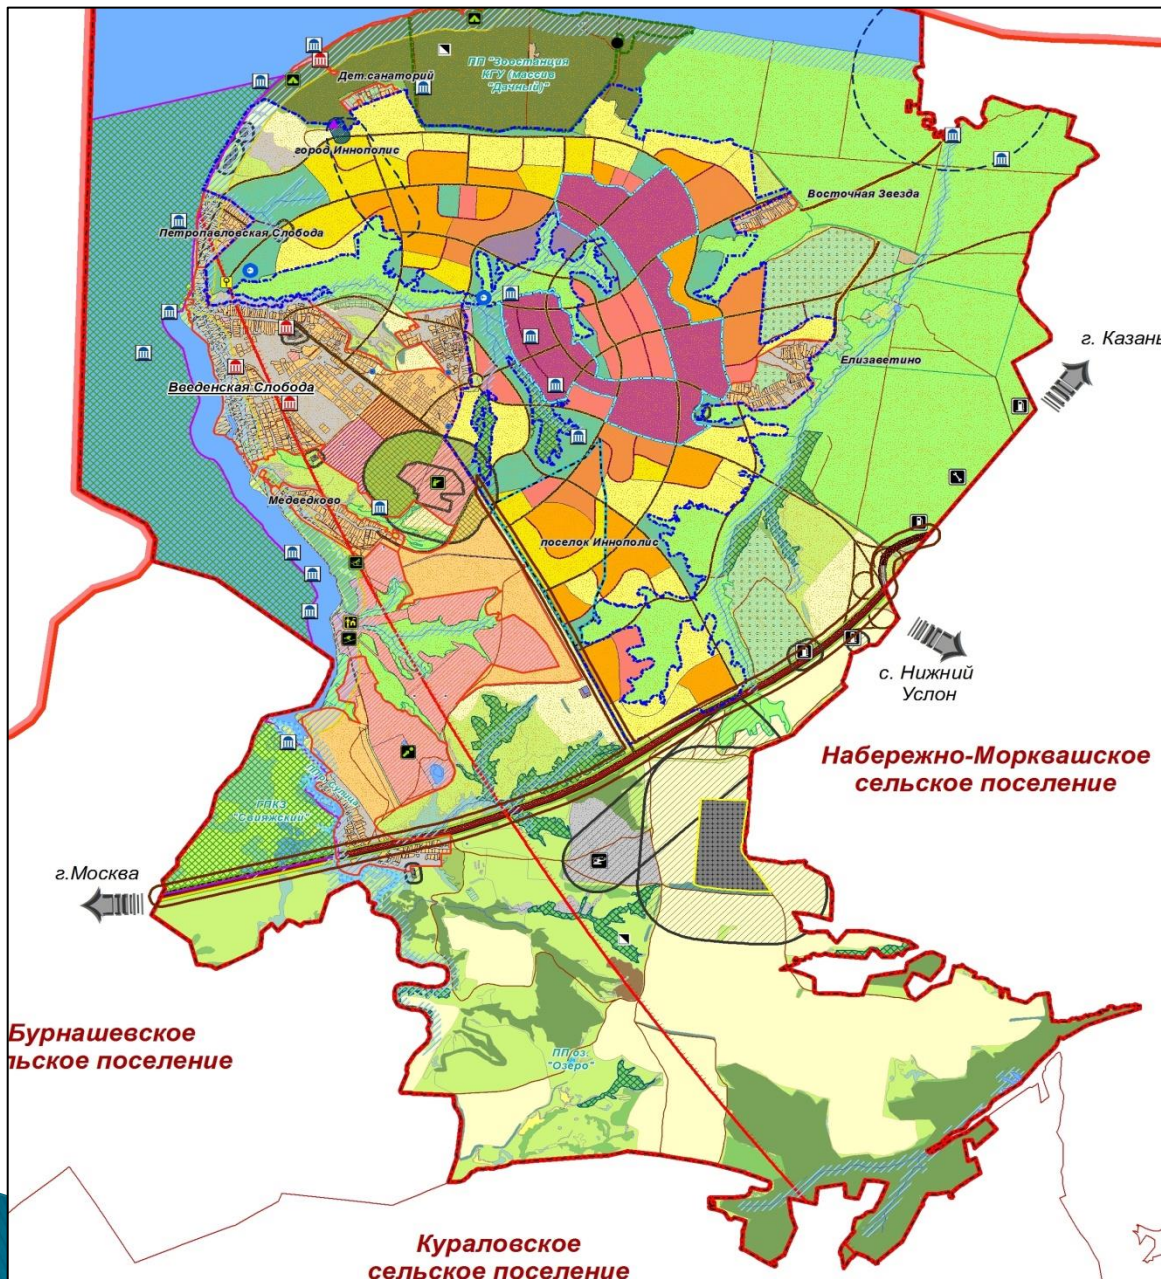 ПП "Зоостанция
КГУ (массив
"Дачный)"
Дет.санаторий
город Иннополис
Восточная Звезда
Петропавловская Слобода
г. Казань
Елизаветино
Введенская Слобода
Медведково
поселок Иннополис
с. Нижний
Услон
Набережно-Морквашское
сельское поселение
ГПКЗ
"Свияжский"
г.Москва
Бурнашевское
льское поселение
ПП оз.
"Озеро"
Кураловское
сельское поселение